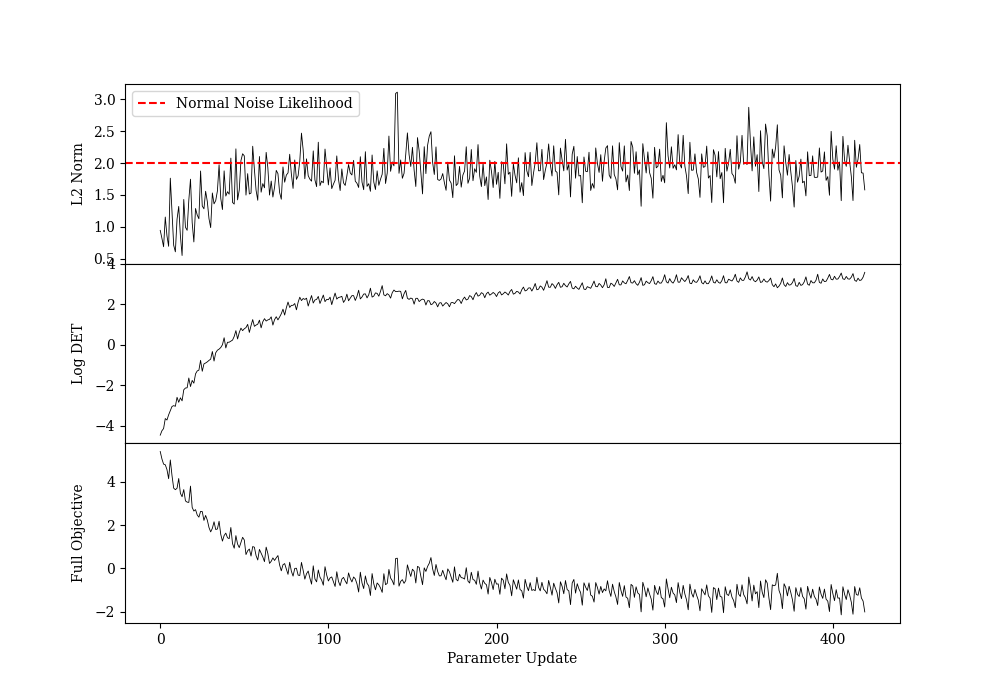 3.0
2.5
2.0
1.5
1.0
0.5
L2 Norm
Normal Noise Likelihood
4
2
0
−2
−4
Log DET
4
2
0
−2
Full Objective
0 100 200 300 400
Parameter Update